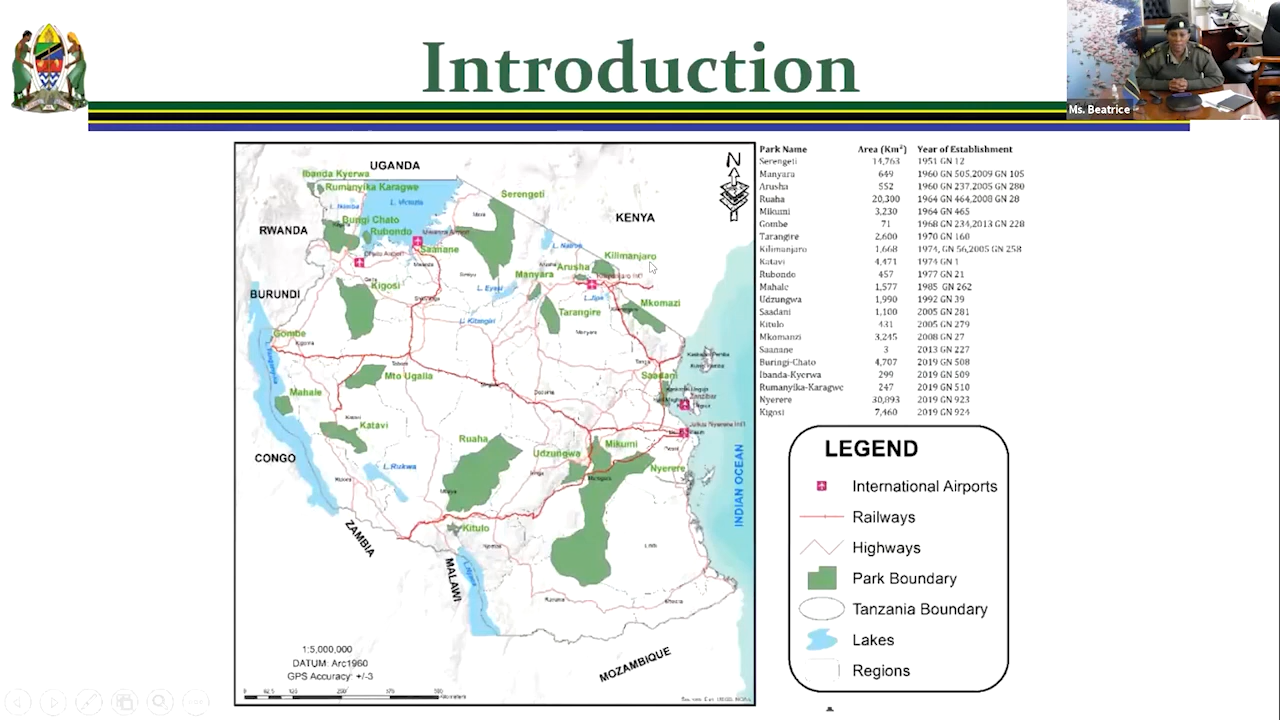 Introduction
Ms. Beatrice
UGANDA
Ibanda Kyerwa
Rumanyika Karagwe
L. Victoria
Serengeti
N
KENYA
RWANDA
Burigi Chato
Rubondo
Saanane
Kilimanjaro
Arusha
Manyara
BURUNDI
Kigosi
L. Eyasi
L. Jipe
Mkomazi
Tarangire
L. Kitangiri
Manyara
Gombe
Kigoma
Mto Ugalla
Saadani
Dodoma
Mahale
Katavi
CONGO
Ruaha
Mikumi
Udzungwa
Nyerere
L. Rukwa
INDIAN OCEAN
Kitulo
ZAMBIA
MALAWI
MOZAMBIQUE
1:5,000,000
DATUM: Arc1960
GPS Accuracy: +/-3
Park Name Area (Km²) Year of Establishment
Serengeti 14,763 1951 GN 12
Manyara 649 1960 GN 505,2009 GN 105
Arusha 552 1960 GN 237,2005 GN 280
Ruaha 20,300 1964 GN 464,2008 GN 28
Mikumi 3,230 1964 GN 465
Gombe 71 1968 GN 234,2013 GN 228
Tarangire 2,600 1970 GN 160
Kilimanjaro 1,668 1974, GN 56,2005 GN 258
Katavi 4,471 1974 GN 1
Rubondo 457 1977 GN 21
Mahale 1,577 1985 GN 262
Udzungwa 1,990 1992 GN 39
Saadani 1,100 2005 GN 281
Kitulo 431 2005 GN 279
Mkomanzi 3,245 2008 GN 27
Saanane 3 2013 GN 227
Buringi-Chato 4,707 2019 GN 508
Ibanda-Kyerwa 299 2019 GN 509
Rumanyika-Karagwe 247 2019 GN 510
Nyerere 30,893 2019 GN 923
Kigosi 7,460 2019 GN 924
LEGEND
International Airports
Railways
Highways
Park Boundary
Tanzania Boundary
Lakes
Regions